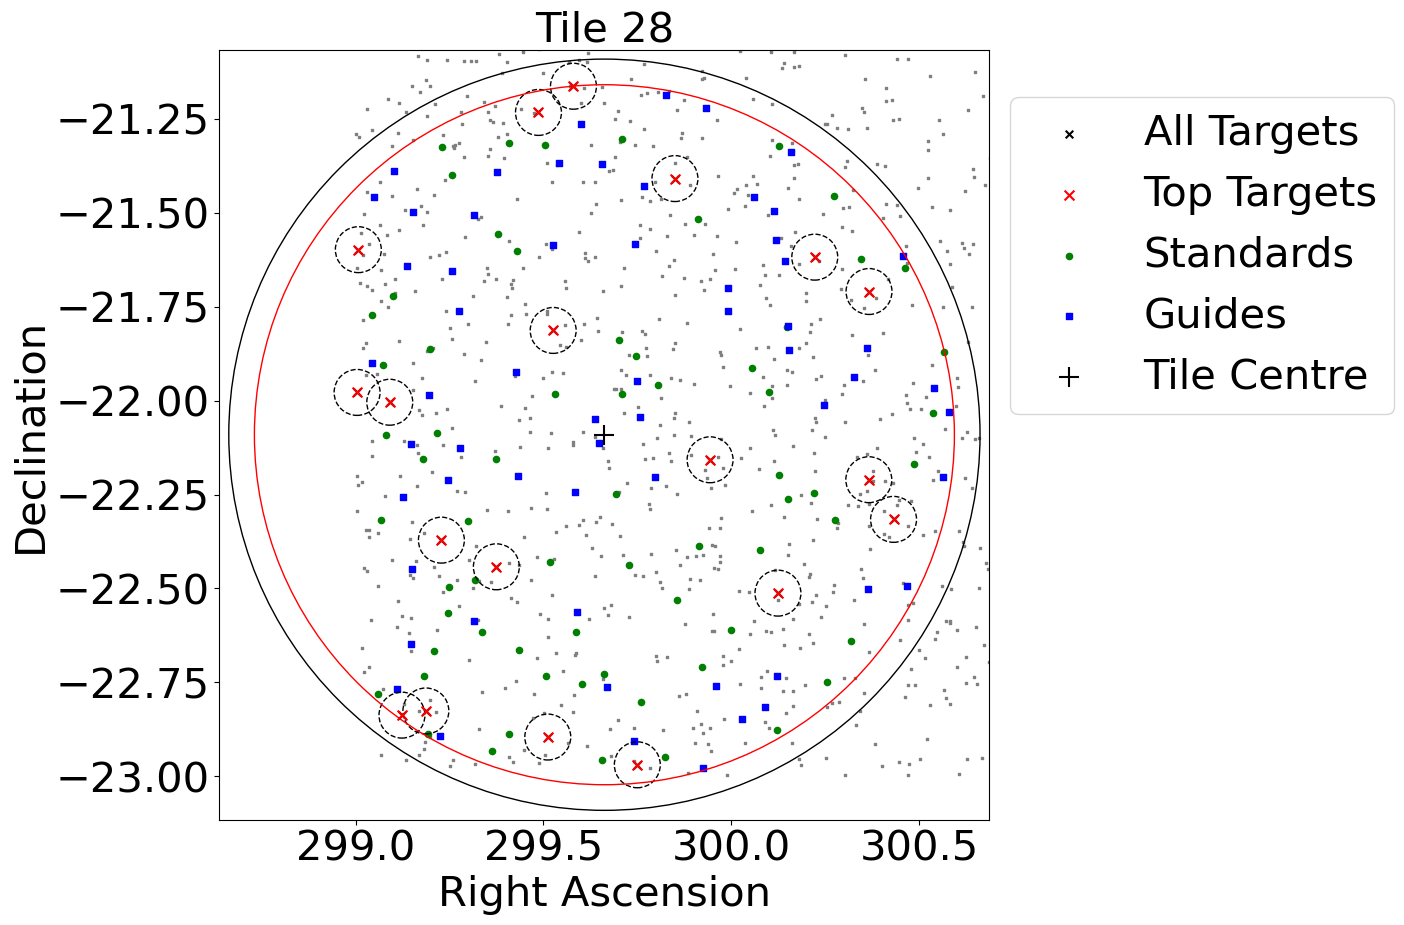 Tile 28
−21.25
−21.50
−21.75
−22.00
−22.25
−22.50
−22.75
−23.00
Declination
299.0 299.5 300.0 300.5
Right Ascension
All Targets
Top Targets
Standards
Guides
Tile Centre